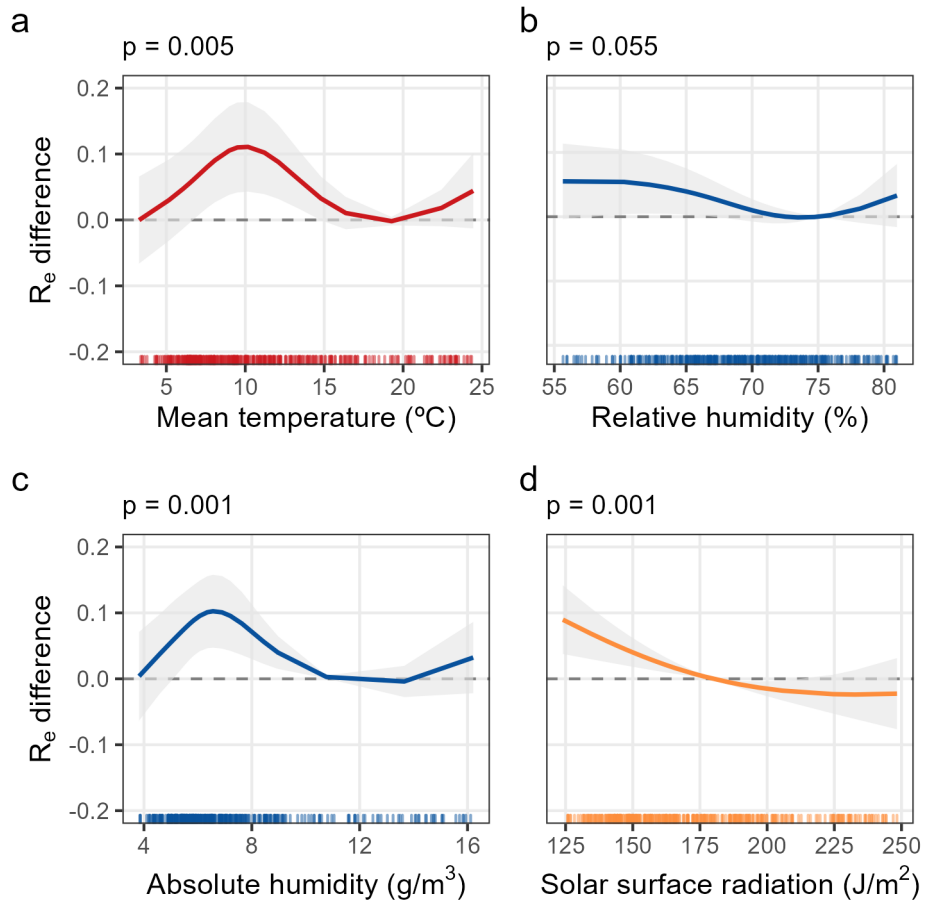 a
p = 0.005
0.2
0.1
0.0
-0.1
-0.2
Re difference
5 10 15 20 25
Mean temperature (ºC)
b
p = 0.055
55 60 65 70 75 80
Relative humidity (%)
c
p = 0.001
0.2
0.1
0.0
-0.1
-0.2
Re difference
4 8 12 16
Absolute humidity (g/m³)
d
p = 0.001
125 150 175 200 225 250
Solar surface radiation (J/m²)